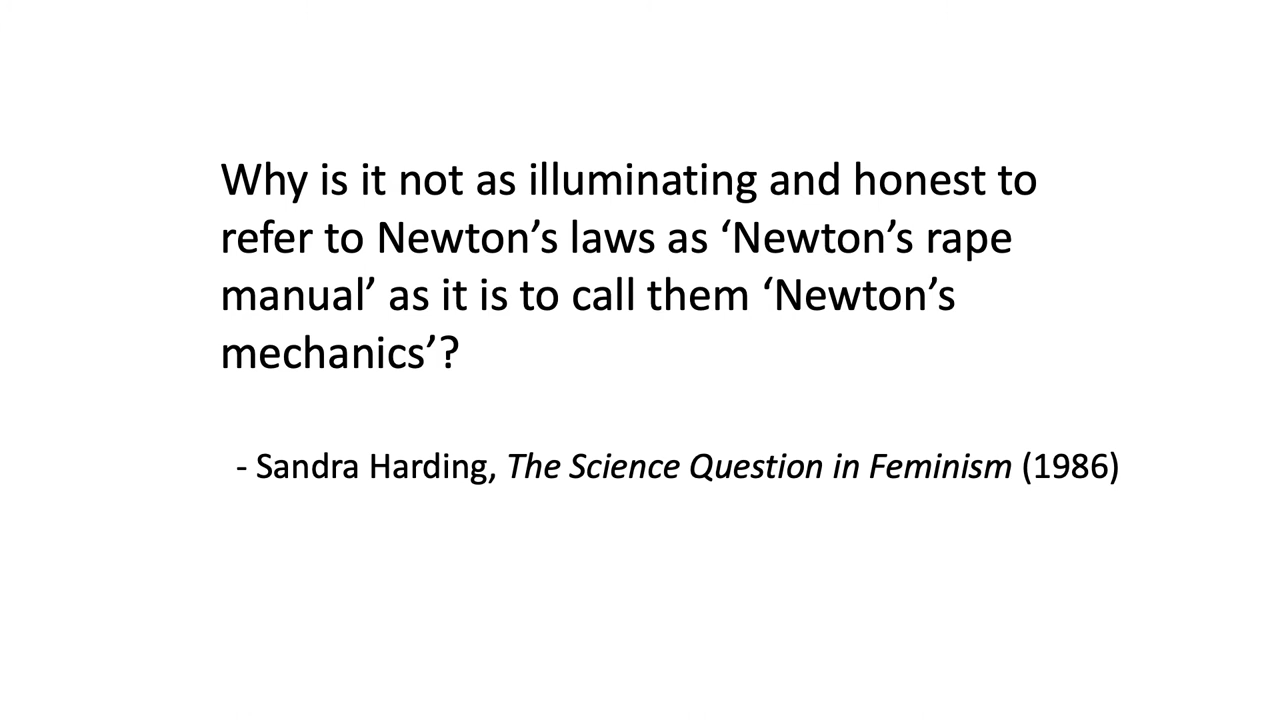 Why is it not as illuminating and honest to
refer to Newton’s laws as ‘Newton’s rape
manual’ as it is to call them ‘Newton’s
mechanics’?
- Sandra Harding, The Science Question in Feminism (1986)